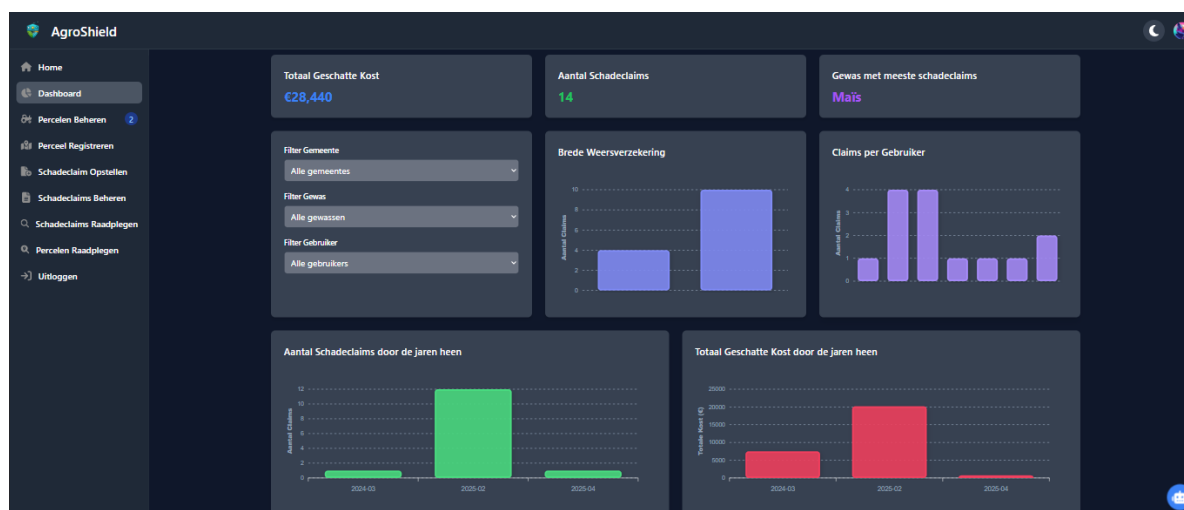 AgroShield
Home
Dashboard
Percelen Beheren 2
Perceel Registreren
Schadeclaim Opstellen
Schadeclaims Beheren
Schadeclaims Raadplegen
Percelen Raadplegen
Uitloggen
Totaal Geschatte Kost
€28,440
Aantal Schadeclaims
14
Gewas met meeste schadeclaims
Maïs
Filter Gemeente
Alle gemeentes
Filter Gewas
Alle gewassen
Filter Gebruiker
Alle gebruikers
Brede Weersverzekering
Aantal Claims
10
8
6
4
2
0
Claims per Gebruiker
Aantal Claims
4
3
2
1
0
Aantal Schadeclaims door de jaren heen
Aantal Claims
12
10
8
6
4
2
0
2024-03 2025-02 2025-04
Totaal Geschatte Kost door de jaren heen
Totale Kost (€)
25000
20000
15000
10000
5000
0
2024-03 2025-02 2025-04